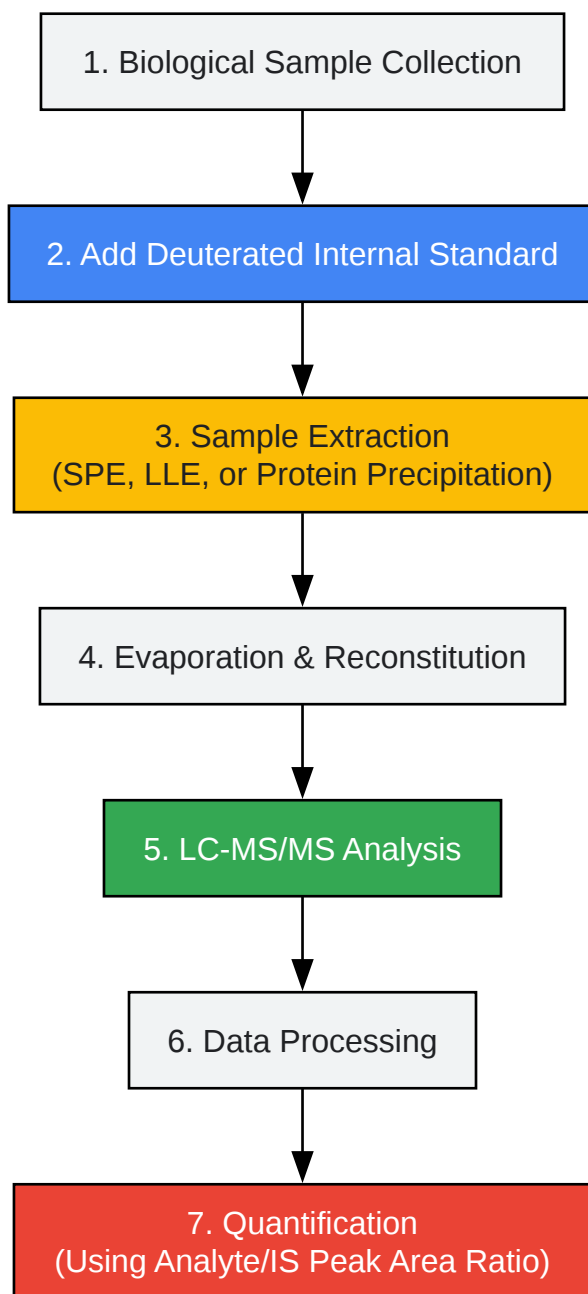 1. Biological Sample Collection
2. Add Deuterated Internal Standard
3. Sample Extraction
(SPE, LLE, or Protein Precipitation)
4. Evaporation & Reconstitution
5. LC-MS/MS Analysis
6. Data Processing
7. Quantification
(Using Analyte/IS Peak Area Ratio)